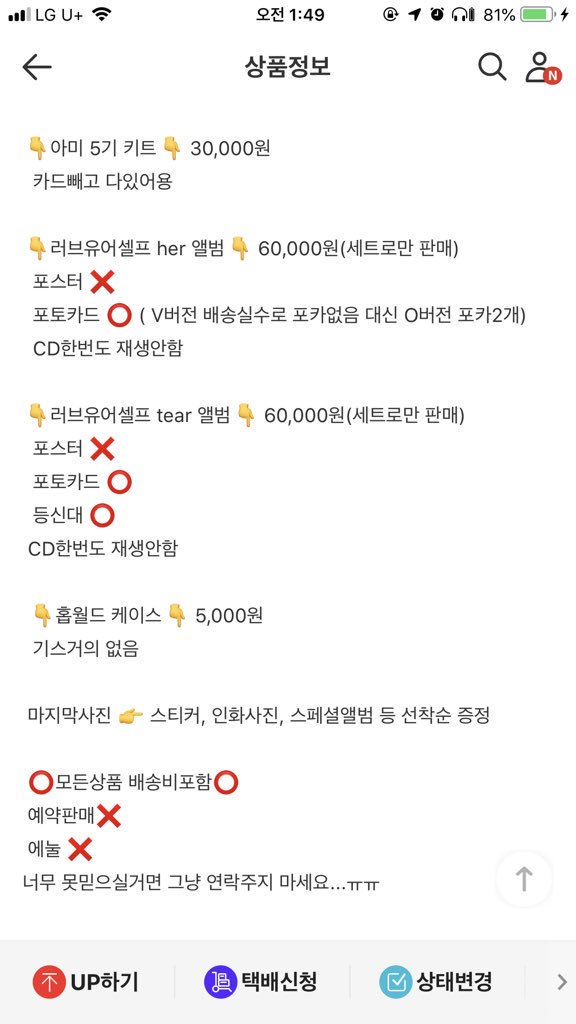 LG U+ 오전 1:49 81%
상품정보
N
👇아미 5기 키트👇 30,000원
카드빼고 다있어용
👇러브유어셀프 her 앨범 👇 60,000원(세트로만 판매)
포스터 ❌
포토카드 ⭕ ( V버전 배송실수로 포카없음 대신 O버전 포카2개)
CD한번도 재생안함
👇러브유어셀프 tear 앨범 👇 60,000원(세트로만 판매)
포스터 ❌
포토카드 ⭕
등신대 ⭕
CD한번도 재생안함
👇홉월드 케이스 👇 5,000원
기스거의 없음
마지막사진 👉 스티커, 인화사진, 스페셜앨범 등 선착순 증정
⭕모든상품 배송비포함⭕
예약판매❌
에눌 ❌
너무 못믿으실거면 그냥 연락주지 마세요...ㅠㅠ
UP하기 택배신청 상태변경